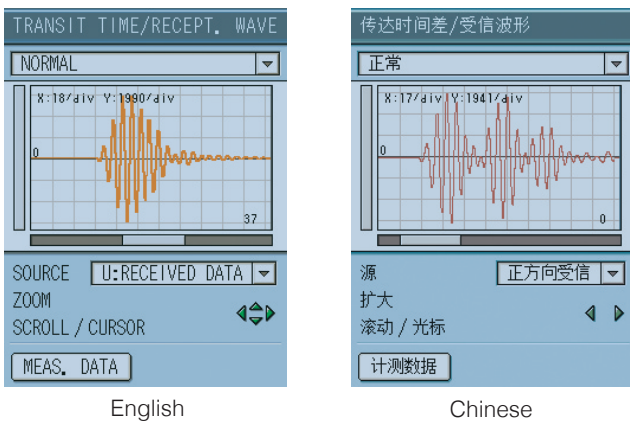 TRANSIT TIME/RECEPT. WAVE
NORMAL
X:18/div Y:1990/div
0
37
SOURCE U:RECEIVED DATA
ZOOM
SCROLL / CURSOR
MEAS. DATA
English
传达时间差/受信波形
正常
X:17/div Y:1941/div
0
0
源 正方向受信
扩大
滚动 / 光标
计测数据
Chinese